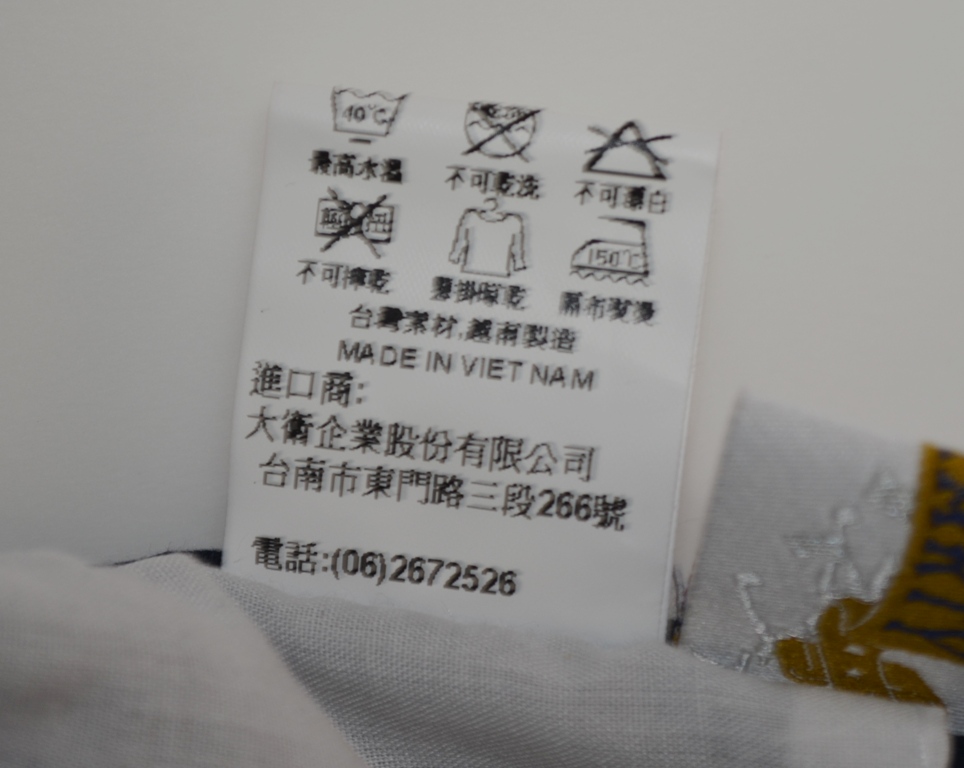 40°C
最高水溫 不可乾洗 不可漂白
150°C
不可擰乾 懸掛晾乾 隔布熨燙
台灣素材,越南製造
MADE IN VIETNAM
進口商:
大衛企業股份有限公司
台南市東門路三段266號
電話:(06)2672526